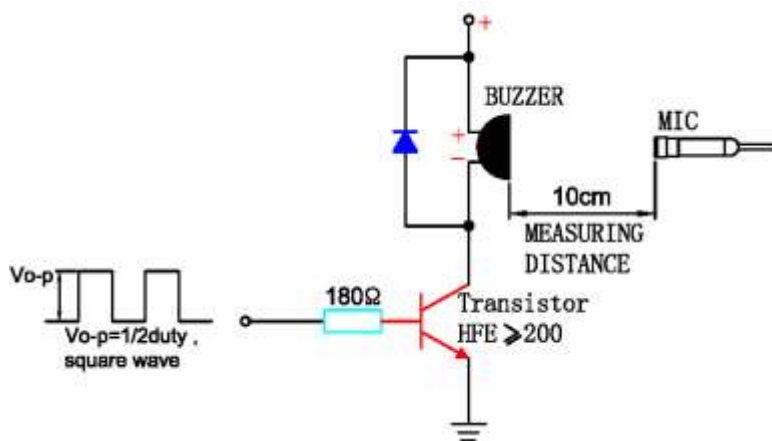 +
BUZZER
MIC
+
−
10cm
MEASURING
DISTANCE
Vo-p
Vo-p=1/2duty ,
square wave
180Ω
Transistor
HFE ⩾200